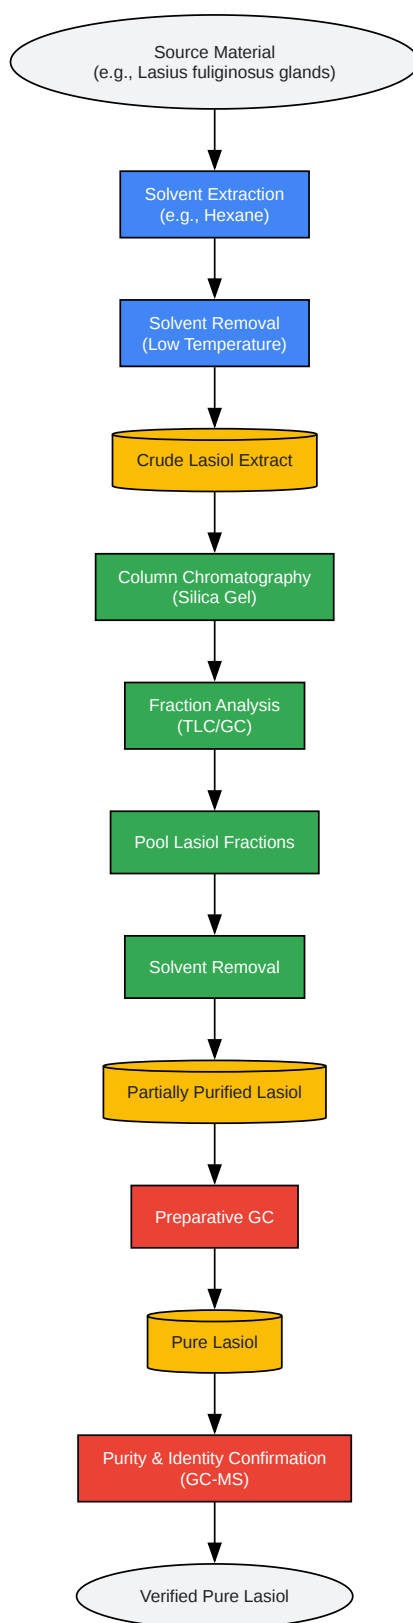 Source Material
(e.g., Lasius fuliginosus glands)
Solvent Extraction
(e.g., Hexane)
Solvent Removal
(Low Temperature)
Crude Lasiol Extract
Column Chromatography
(Silica Gel)
Fraction Analysis
(TLC/GC)
Pool Lasiol Fractions
Solvent Removal
Partially Purified Lasiol
Preparative GC
Pure Lasiol
Purity & Identity Confirmation
(GC-MS)
Verified Pure Lasiol